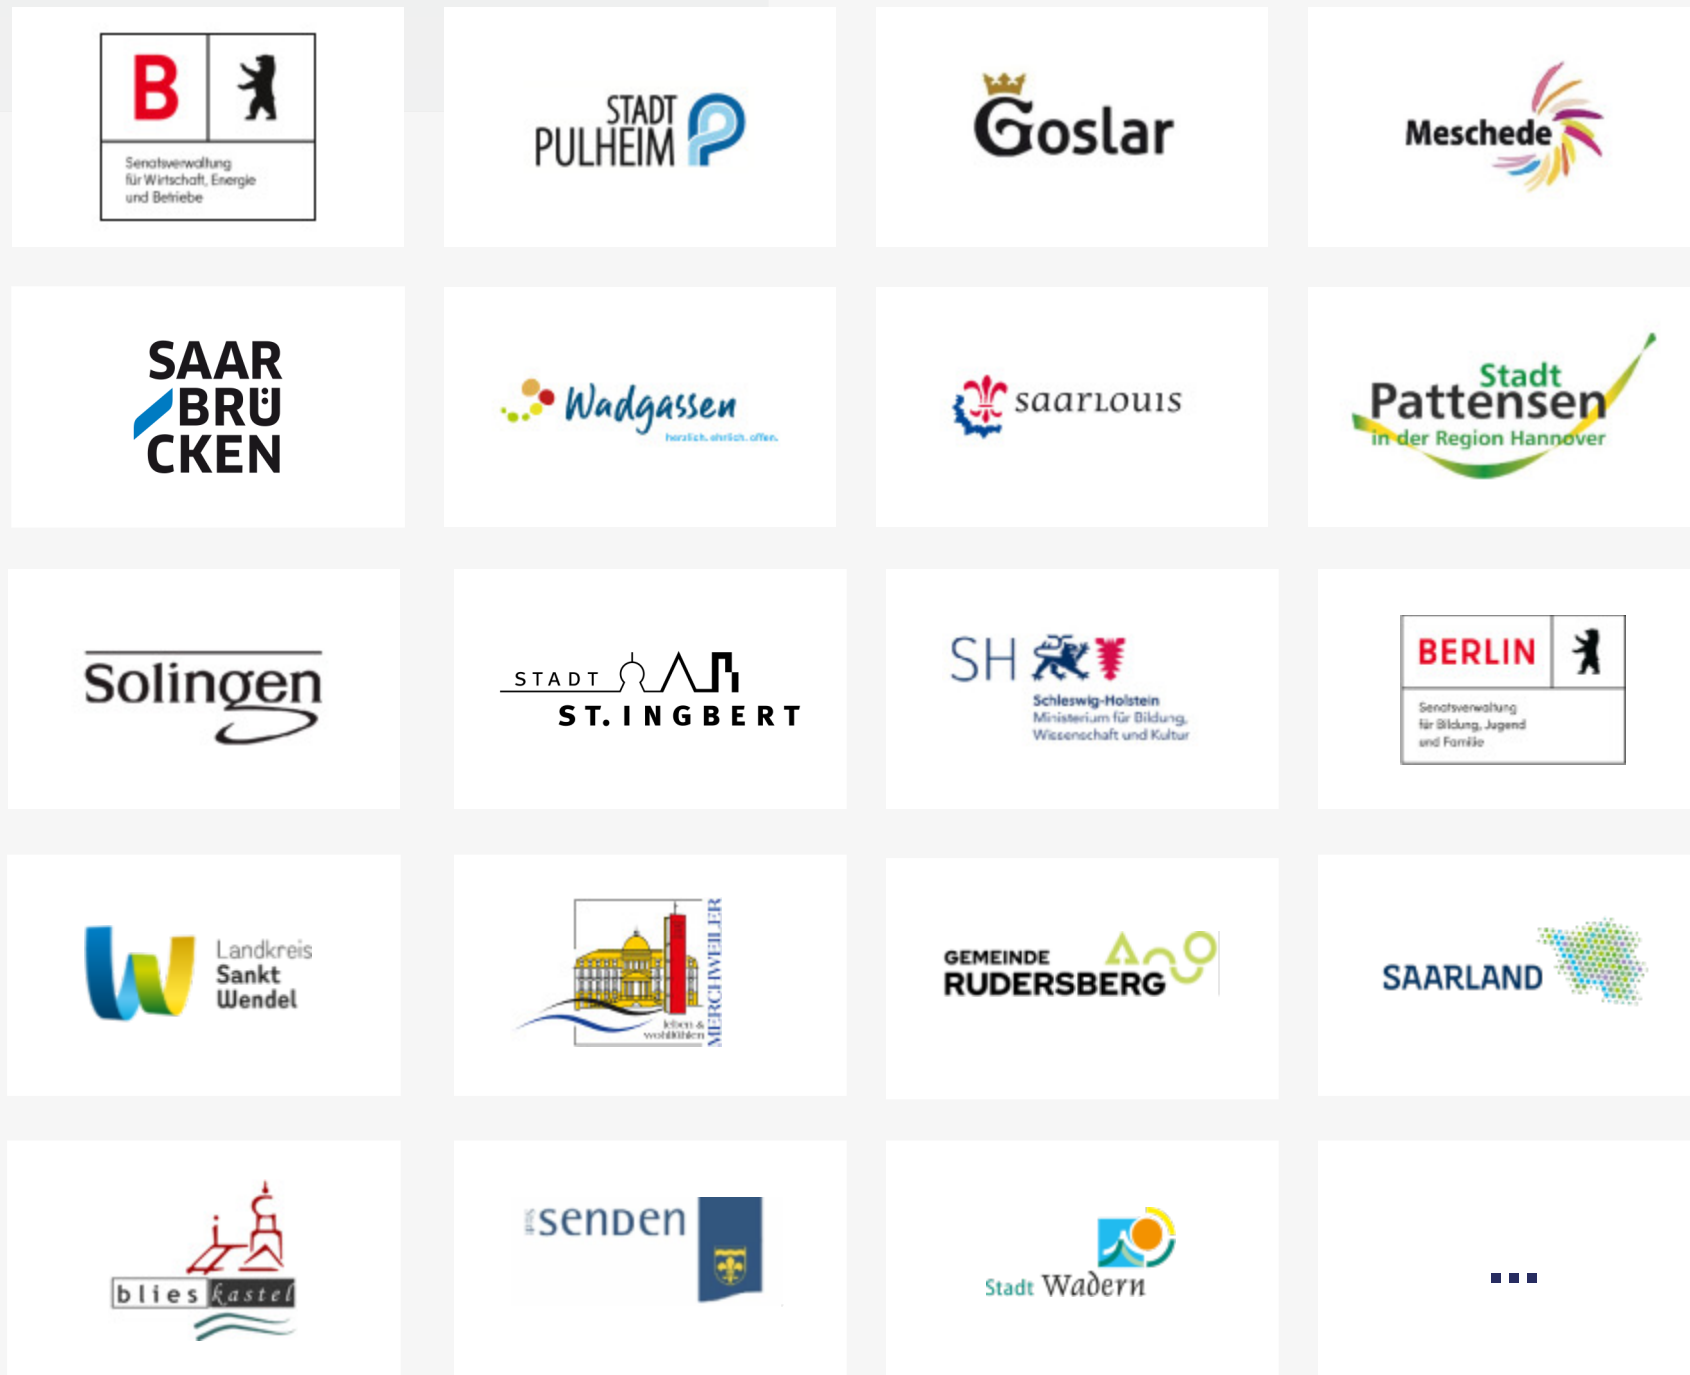 B
Senatsverwaltung
für Wirtschaft, Energie
und Betriebe
STADT
PULHEIM
Goslar
Meschede
SAAR
BRÜ
CKEN
Wadgassen
herzlich. ehrlich. offen.
saarlouis
Stadt
Pattensen
in der Region Hannover
Solingen
STADT
ST. INGBERT
SH
Schleswig-Holstein
Ministerium für Bildung,
Wissenschaft und Kultur
BERLIN
Senatsverwaltung
für Bildung, Jugend
und Familie
Landkreis
Sankt
Wendel
MERCHWEILER
leben &
wohlfühlen
GEMEINDE
RUDERSBERG
SAARLAND
blieskastel
Stadt
senden
Stadt Wadern
...